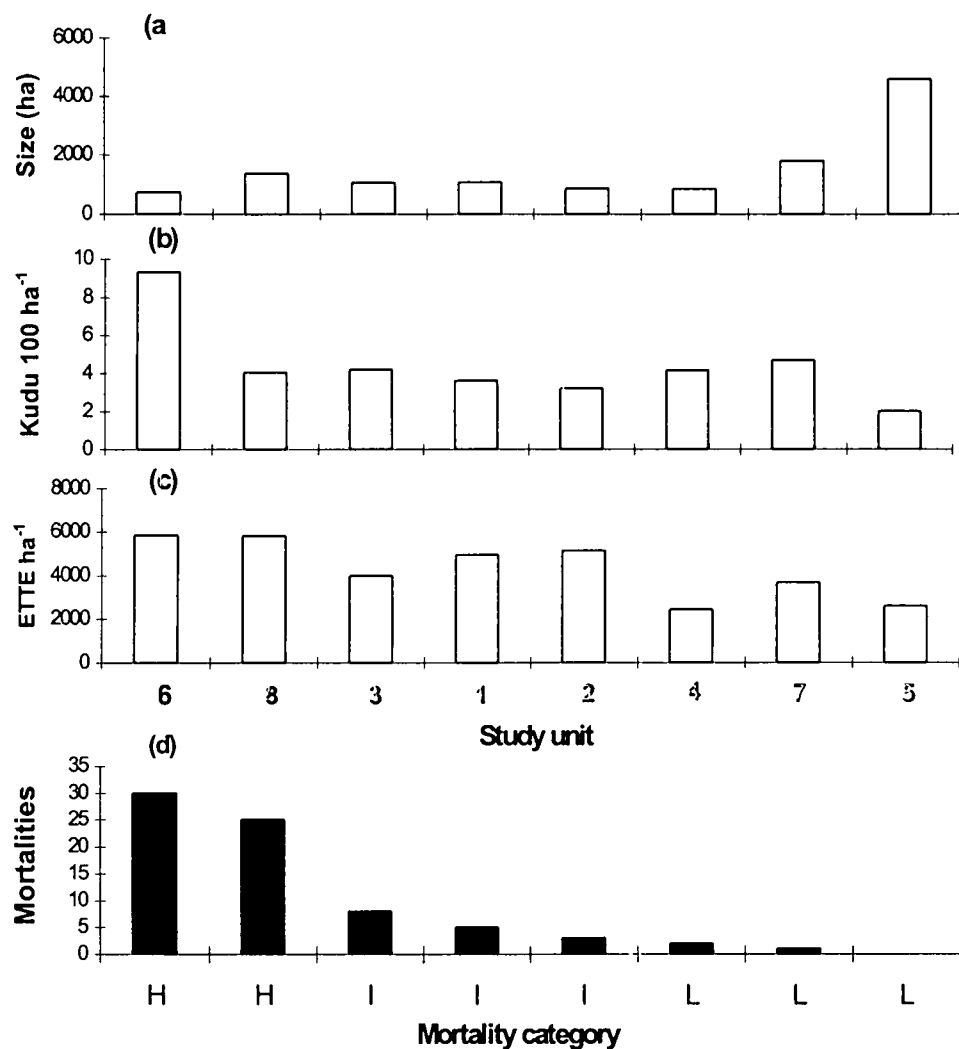 (a
Size (ha)
6000
4000
2000
0
(b)
Kudu 100 ha⁻¹
10
8
6
4
2
0
(c)
ETTE ha⁻¹
8000
6000
4000
2000
0
6 8 3 1 2 4 7 5
Study unit
(d)
Mortalities
35
30
25
20
15
10
5
0
H H I I I L L L
Mortality category